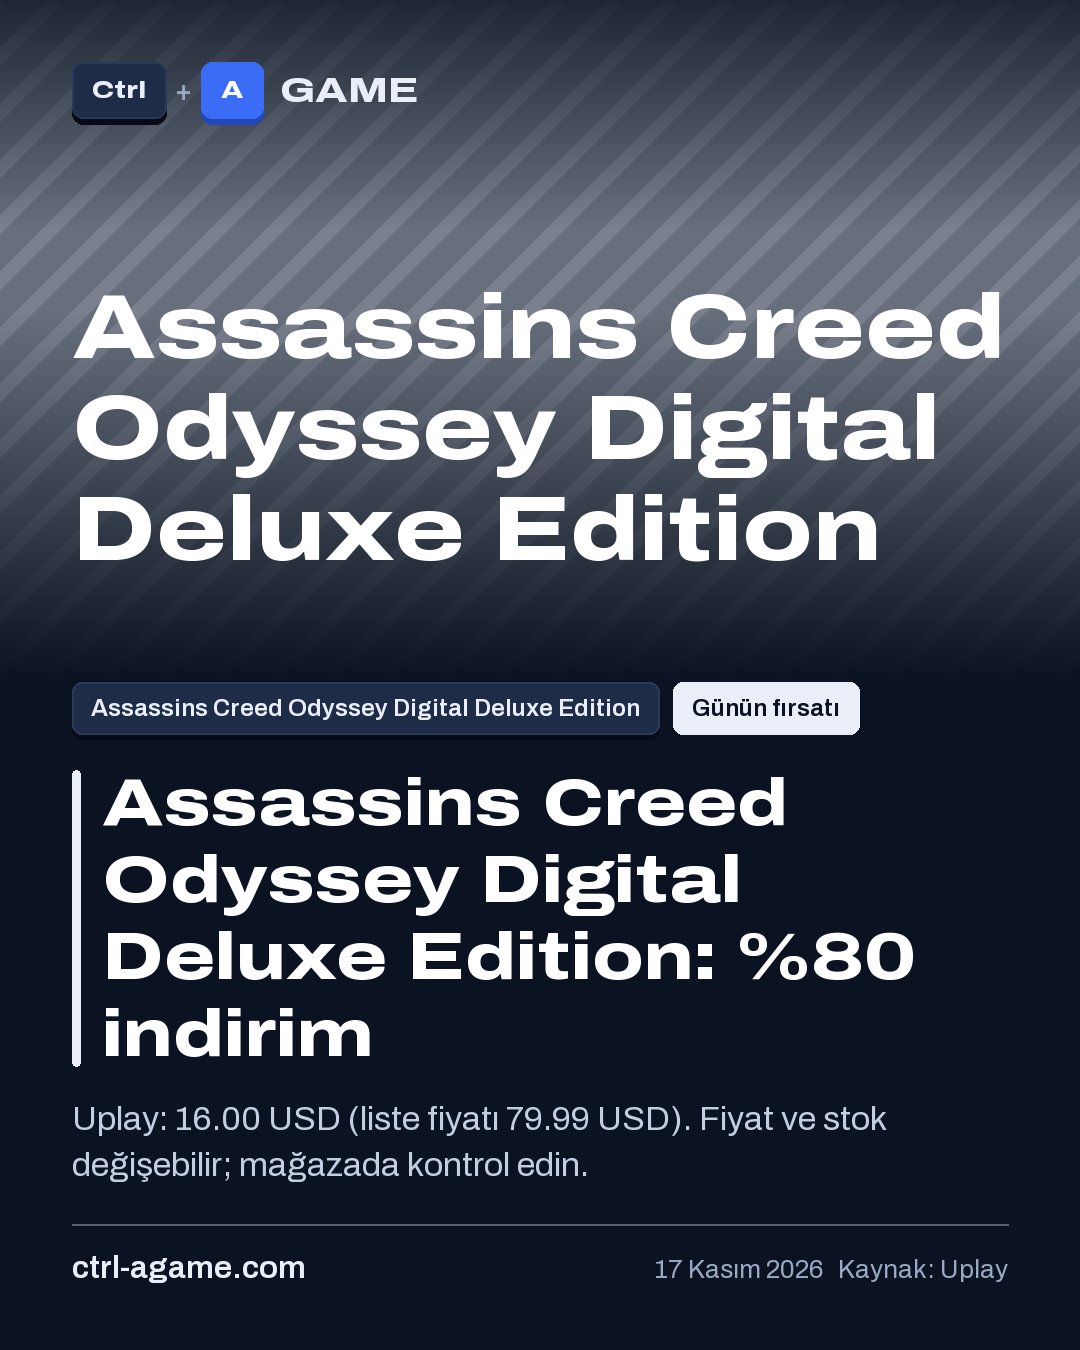 Ctrl + A GAME
Assassins Creed
Odyssey Digital
Deluxe Edition
Assassins Creed Odyssey Digital Deluxe Edition Günün fırsatı
Assassins Creed
Odyssey Digital
Deluxe Edition: %80
indirim
Uplay: 16.00 USD (liste fiyatı 79.99 USD). Fiyat ve stok
değişebilir; mağazada kontrol edin.
ctrl-agame.com 17 Kasım 2026 Kaynak: Uplay